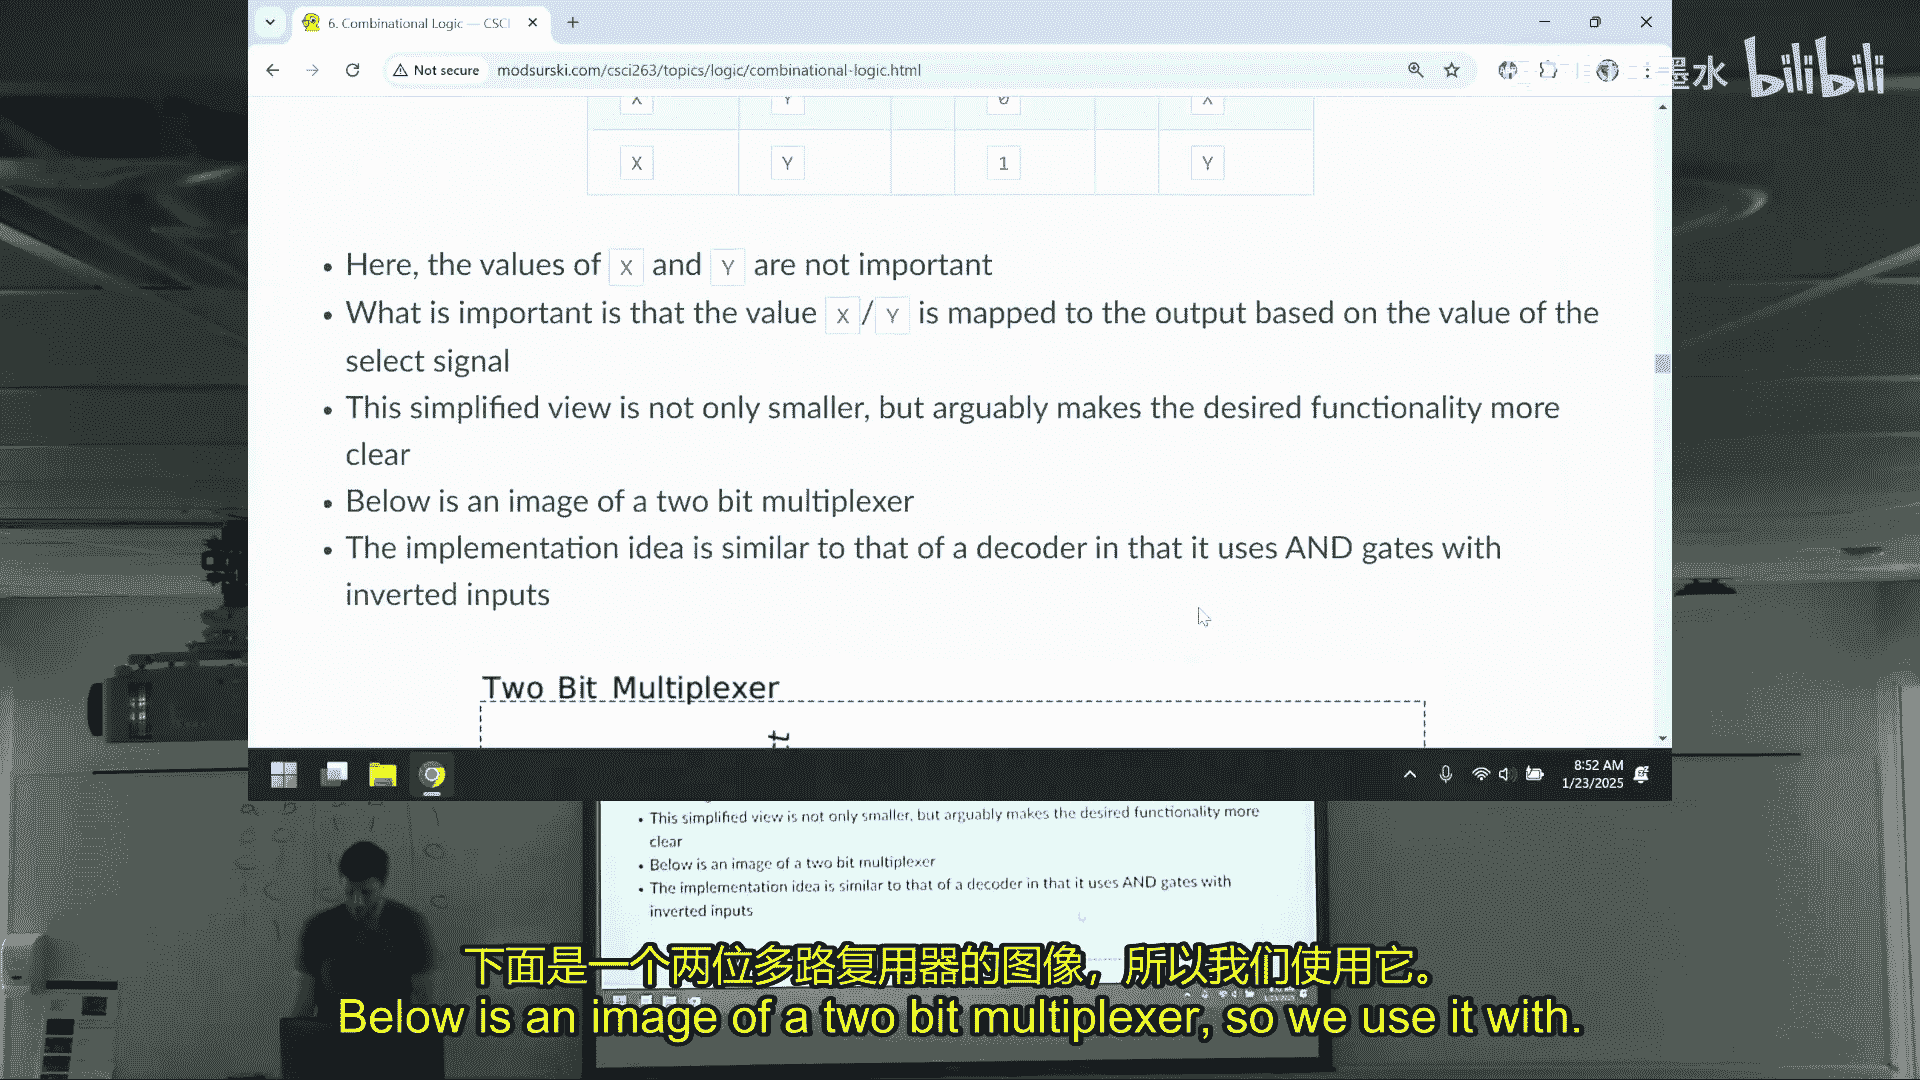 6. Combinational Logic — CSCI
Not secure
modsurski.com/csci263/topics/logic/combinational-logic.html
墨水 bilibili
X Y 0 X
X Y 1 Y
• Here, the values of X and Y are not important
• What is important is that the value X / Y is mapped to the output based on the value of the
select signal
• This simplified view is not only smaller, but arguably makes the desired functionality more
clear
• Below is an image of a two bit multiplexer
• The implementation idea is similar to that of a decoder in that it uses AND gates with
inverted inputs
Two Bit Multiplexer
8:52 AM
1/23/2025
• This simplified view is not only smaller, but arguably makes the desired functionality more
clear
• Below is an image of a two bit multiplexer
• The implementation idea is similar to that of a decoder in that it uses AND gates with
inverted inputs
下面是一个两位多路复用器的图像，所以我们使用它。
Below is an image of a two bit multiplexer, so we use it with.